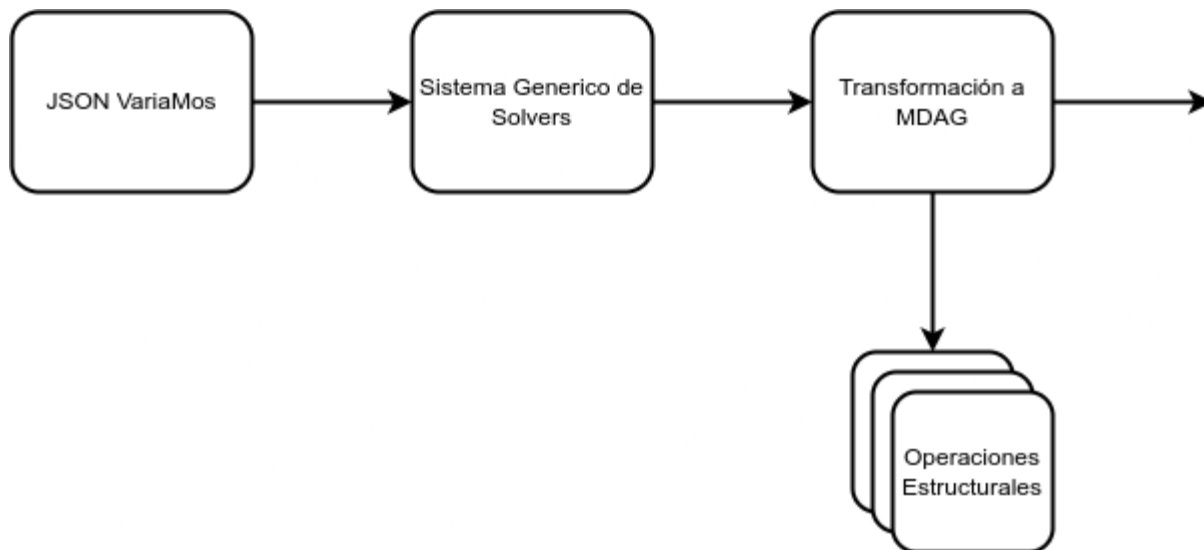 JSON VariaMos
Sistema Generico de
Solvers
Transformación a
MDAG
Operaciones
Estructurales